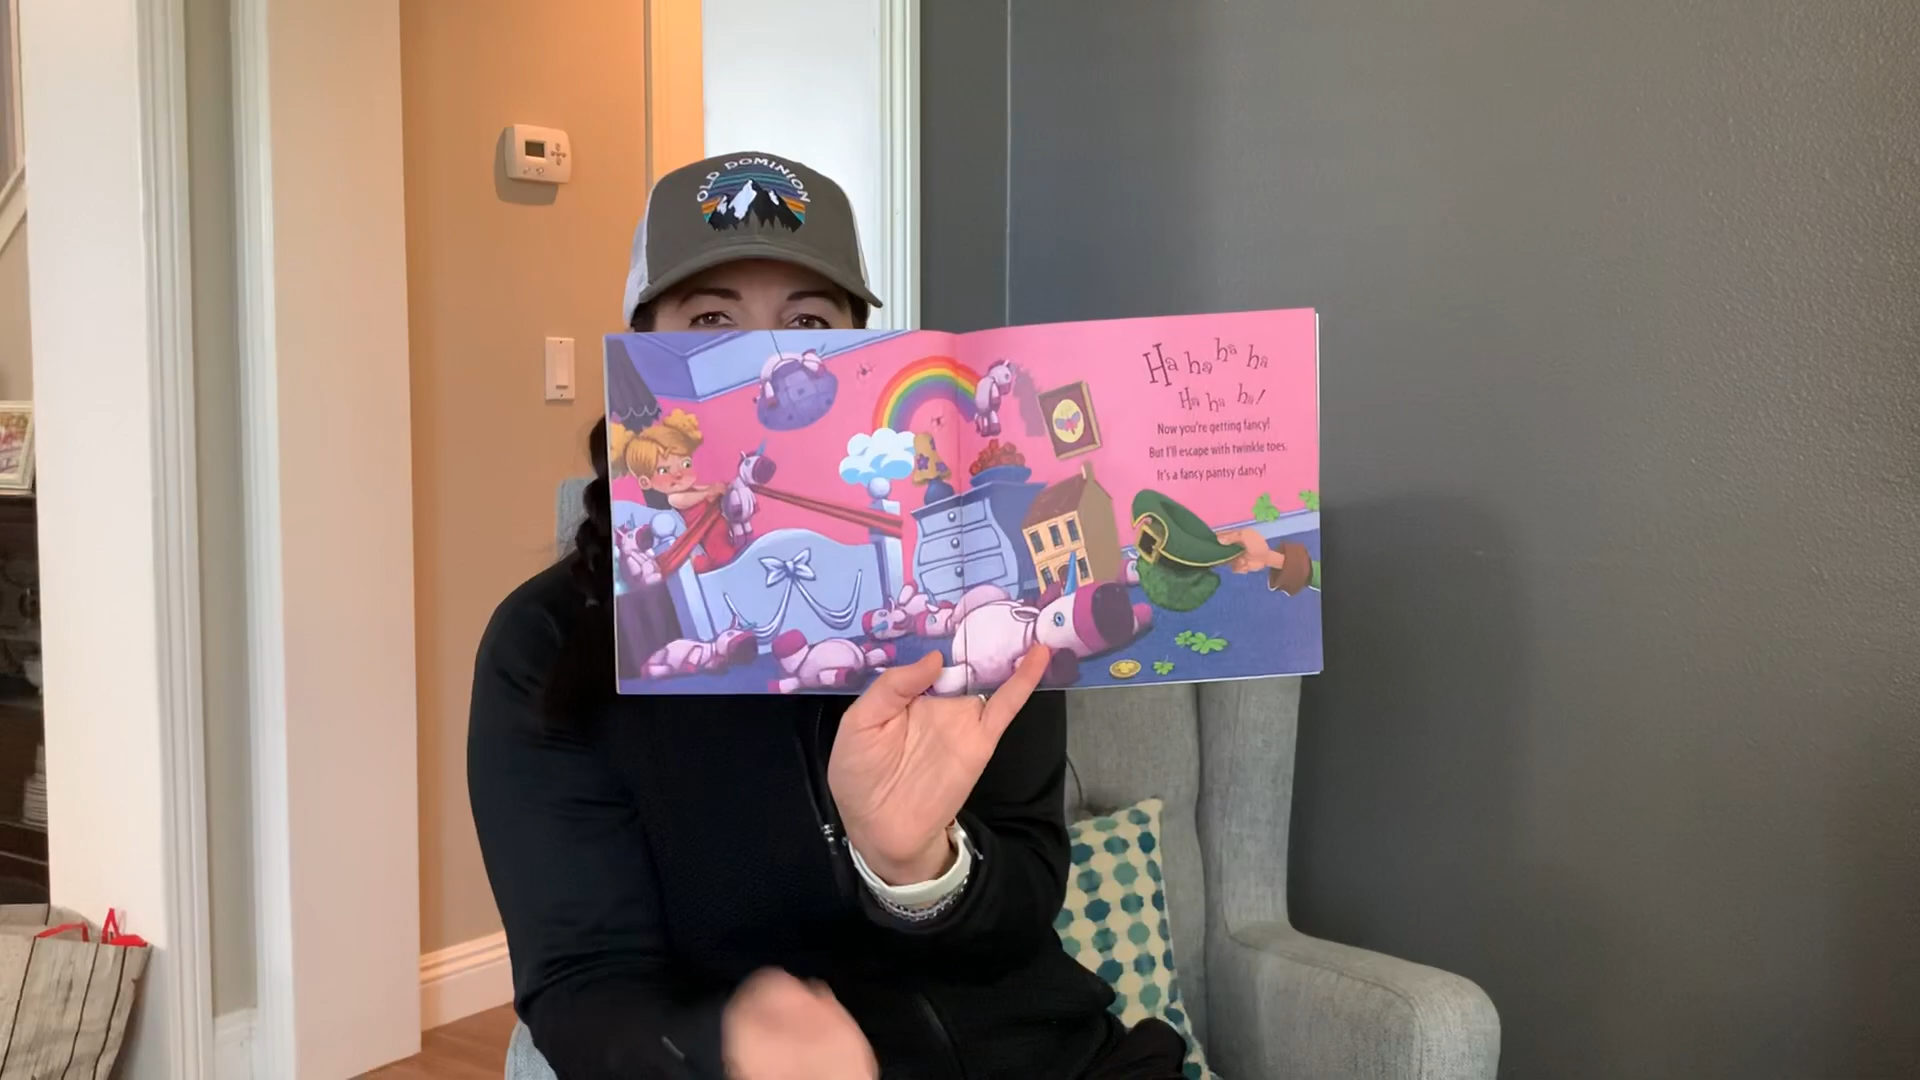 OLD DOMINION
Ha ha ha ha
Ha ha ha!
Now you're getting fancy!
But I'll escape with twinkle toes.
It's a fancy pantsy dancy!